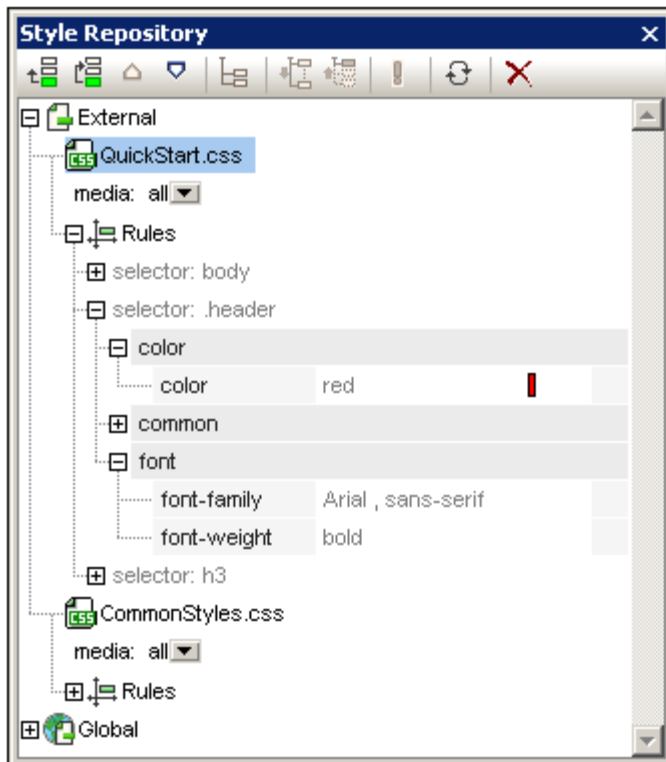 Style Repository
External
QuickStart.css
media: all
Rules
selector: body
selector: .header
color
color red
common
font
font-family Arial , sans-serif
font-weight bold
selector: h3
CommonStyles.css
media: all
Rules
Global